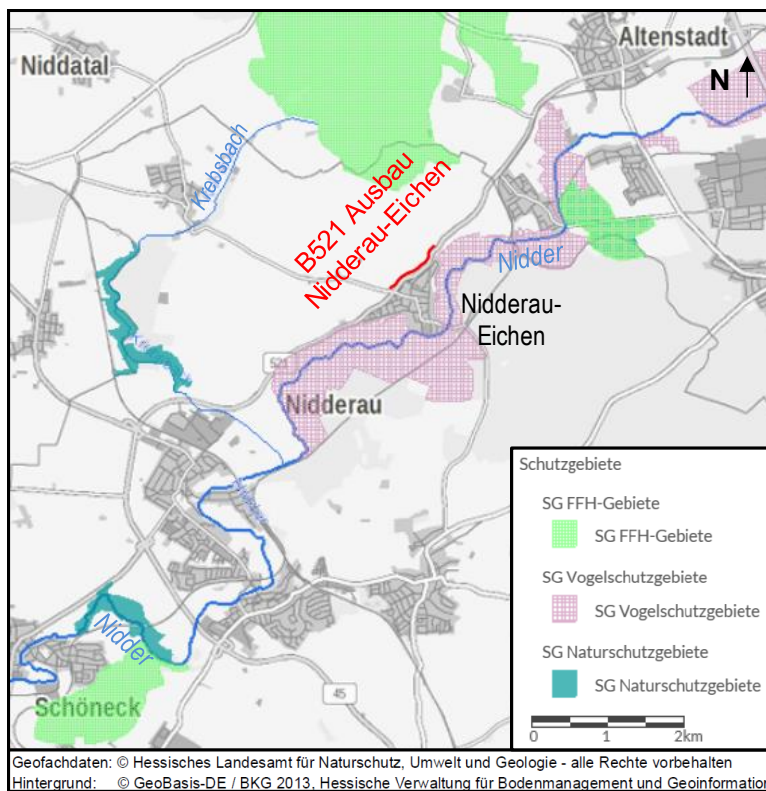 Niddatal
Altenstadt
N
Krebsbach
B521 Ausbau
Nidderau-Eichen
Nidder
Nidderau-
Eichen
521
Nidderau
Nidder
Schöneck
45
Schutzgebiete
SG FFH-Gebiete
SG FFH-Gebiete
SG Vogelschutzgebiete
SG Vogelschutzgebiete
SG Naturschutzgebiete
SG Naturschutzgebiete
0 1 2km
Geofachdaten: © Hessisches Landesamt für Naturschutz, Umwelt und Geologie - alle Rechte vorbehalten
Hintergrund: © GeoBasis-DE / BKG 2013, Hessische Verwaltung für Bodenmanagement und Geoinformation